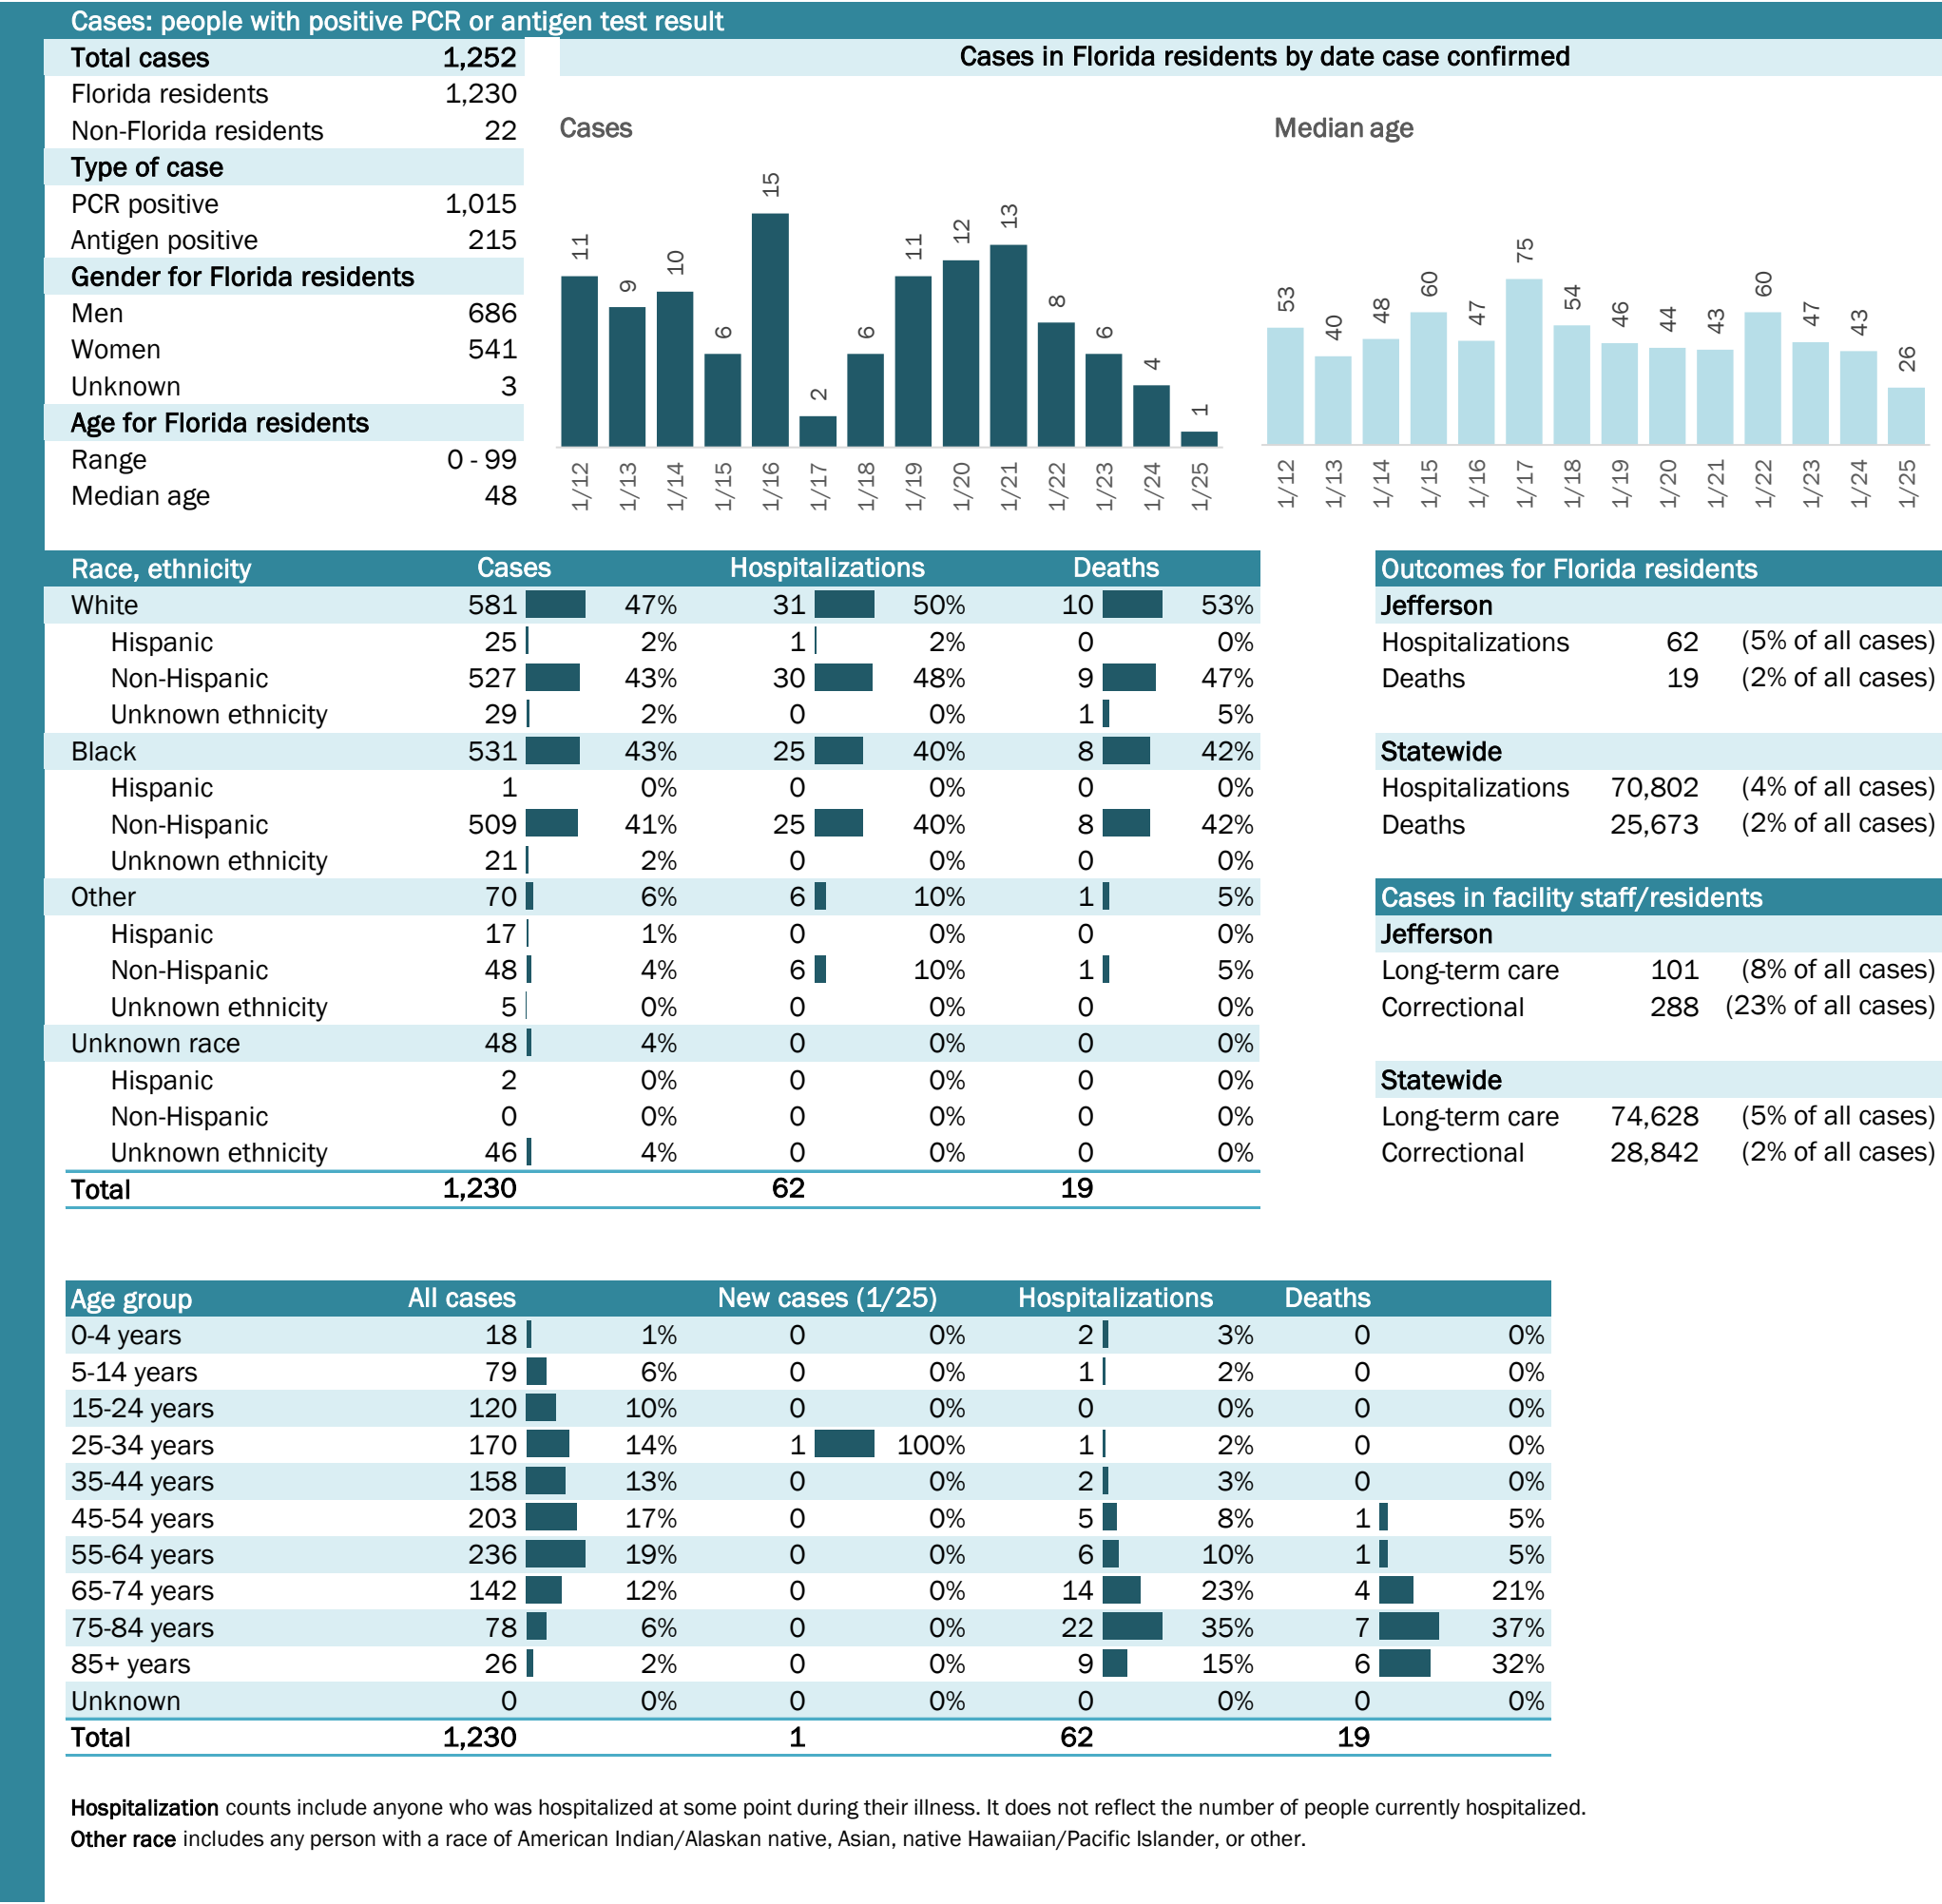 Cases: people with positive PCR or antigen test result
Total cases 1,252
Florida residents 1,230
Non-Florida residents 22
Type of case
PCR positive 1,015
Antigen positive 215
Gender for Florida residents
Men 686
Women 541
Unknown 3
Age for Florida residents
Range 0 - 99
Median age 48
Cases in Florida residents by date case confirmed
Cases
11 9 10 6 15 2 6 11 12 13 8 6 4 1
1/12 1/13 1/14 1/15 1/16 1/17 1/18 1/19 1/20 1/21 1/22 1/23 1/24 1/25
Median age
53 40 48 60 47 75 54 46 44 43 60 47 43 26
1/12 1/13 1/14 1/15 1/16 1/17 1/18 1/19 1/20 1/21 1/22 1/23 1/24 1/25
Race, ethnicity Cases Hospitalizations Deaths
White 581 47% 31 50% 10 53%
Hispanic 25 2% 1 2% 0 0%
Non-Hispanic 527 43% 30 48% 9 47%
Unknown ethnicity 29 2% 0 0% 1 5%
Black 531 43% 25 40% 8 42%
Hispanic 1 0% 0 0% 0 0%
Non-Hispanic 509 41% 25 40% 8 42%
Unknown ethnicity 21 2% 0 0% 0 0%
Other 70 6% 6 10% 1 5%
Hispanic 17 1% 0 0% 0 0%
Non-Hispanic 48 4% 6 10% 1 5%
Unknown ethnicity 5 0% 0 0% 0 0%
Unknown race 48 4% 0 0% 0 0%
Hispanic 2 0% 0 0% 0 0%
Non-Hispanic 0 0% 0 0% 0 0%
Unknown ethnicity 46 4% 0 0% 0 0%
Total 1,230 62 19
Outcomes for Florida residents
Jefferson
Hospitalizations 62 (5% of all cases)
Deaths 19 (2% of all cases)
Statewide
Hospitalizations 70,802 (4% of all cases)
Deaths 25,673 (2% of all cases)
Cases in facility staff/residents
Jefferson
Long-term care 101 (8% of all cases)
Correctional 288 (23% of all cases)
Statewide
Long-term care 74,628 (5% of all cases)
Correctional 28,842 (2% of all cases)
Age group All cases New cases (1/25) Hospitalizations Deaths
0-4 years 18 1% 0 0% 2 3% 0 0%
5-14 years 79 6% 0 0% 1 2% 0 0%
15-24 years 120 10% 0 0% 0 0% 0 0%
25-34 years 170 14% 1 100% 1 2% 0 0%
35-44 years 158 13% 0 0% 2 3% 0 0%
45-54 years 203 17% 0 0% 5 8% 1 5%
55-64 years 236 19% 0 0% 6 10% 1 5%
65-74 years 142 12% 0 0% 14 23% 4 21%
75-84 years 78 6% 0 0% 22 35% 7 37%
85+ years 26 2% 0 0% 9 15% 6 32%
Unknown 0 0% 0 0% 0 0% 0 0%
Total 1,230 1 62 19
Hospitalization counts include anyone who was hospitalized at some point during their illness. It does not reflect the number of people currently hospitalized.
Other race includes any person with a race of American Indian/Alaskan native, Asian, native Hawaiian/Pacific Islander, or other.